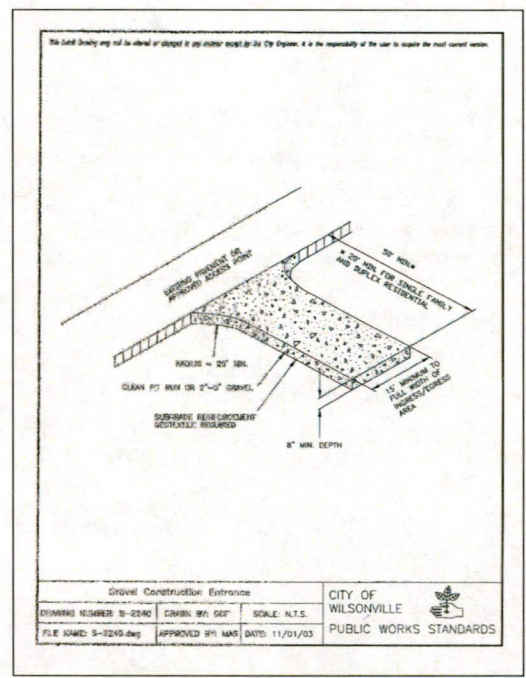 This Detail Drawing may not be altered or changed in any manner except by the City Engineer. It is the responsibility of the user to acquire the most current version.
EXISTING PAVEMENT OR
APPROVED ACCESS POINT
50' MIN.*
* 20' MIN. FOR SINGLE FAMILY
AND DUPLEX RESIDENTIAL
RADIUS = 25' MIN.
CLEAN PIT RUN OR 2"-0" GRAVEL
SUBGRADE REINFORCEMENT
GEOTEXTILE REQUIRED
15' MINIMUM TO
FULL WIDTH OF
INGRESS/EGRESS
AREA
8" MIN. DEPTH
Gravel Construction Entrance
DRAWING NUMBER: S-2240
DRAWN BY:
SCALE: N.T.S.
FILE NAME: S-2240.dwg
APPROVED BY: MAS
DATE: 11/01/03
CITY OF
WILSONVILLE
PUBLIC WORKS STANDARDS